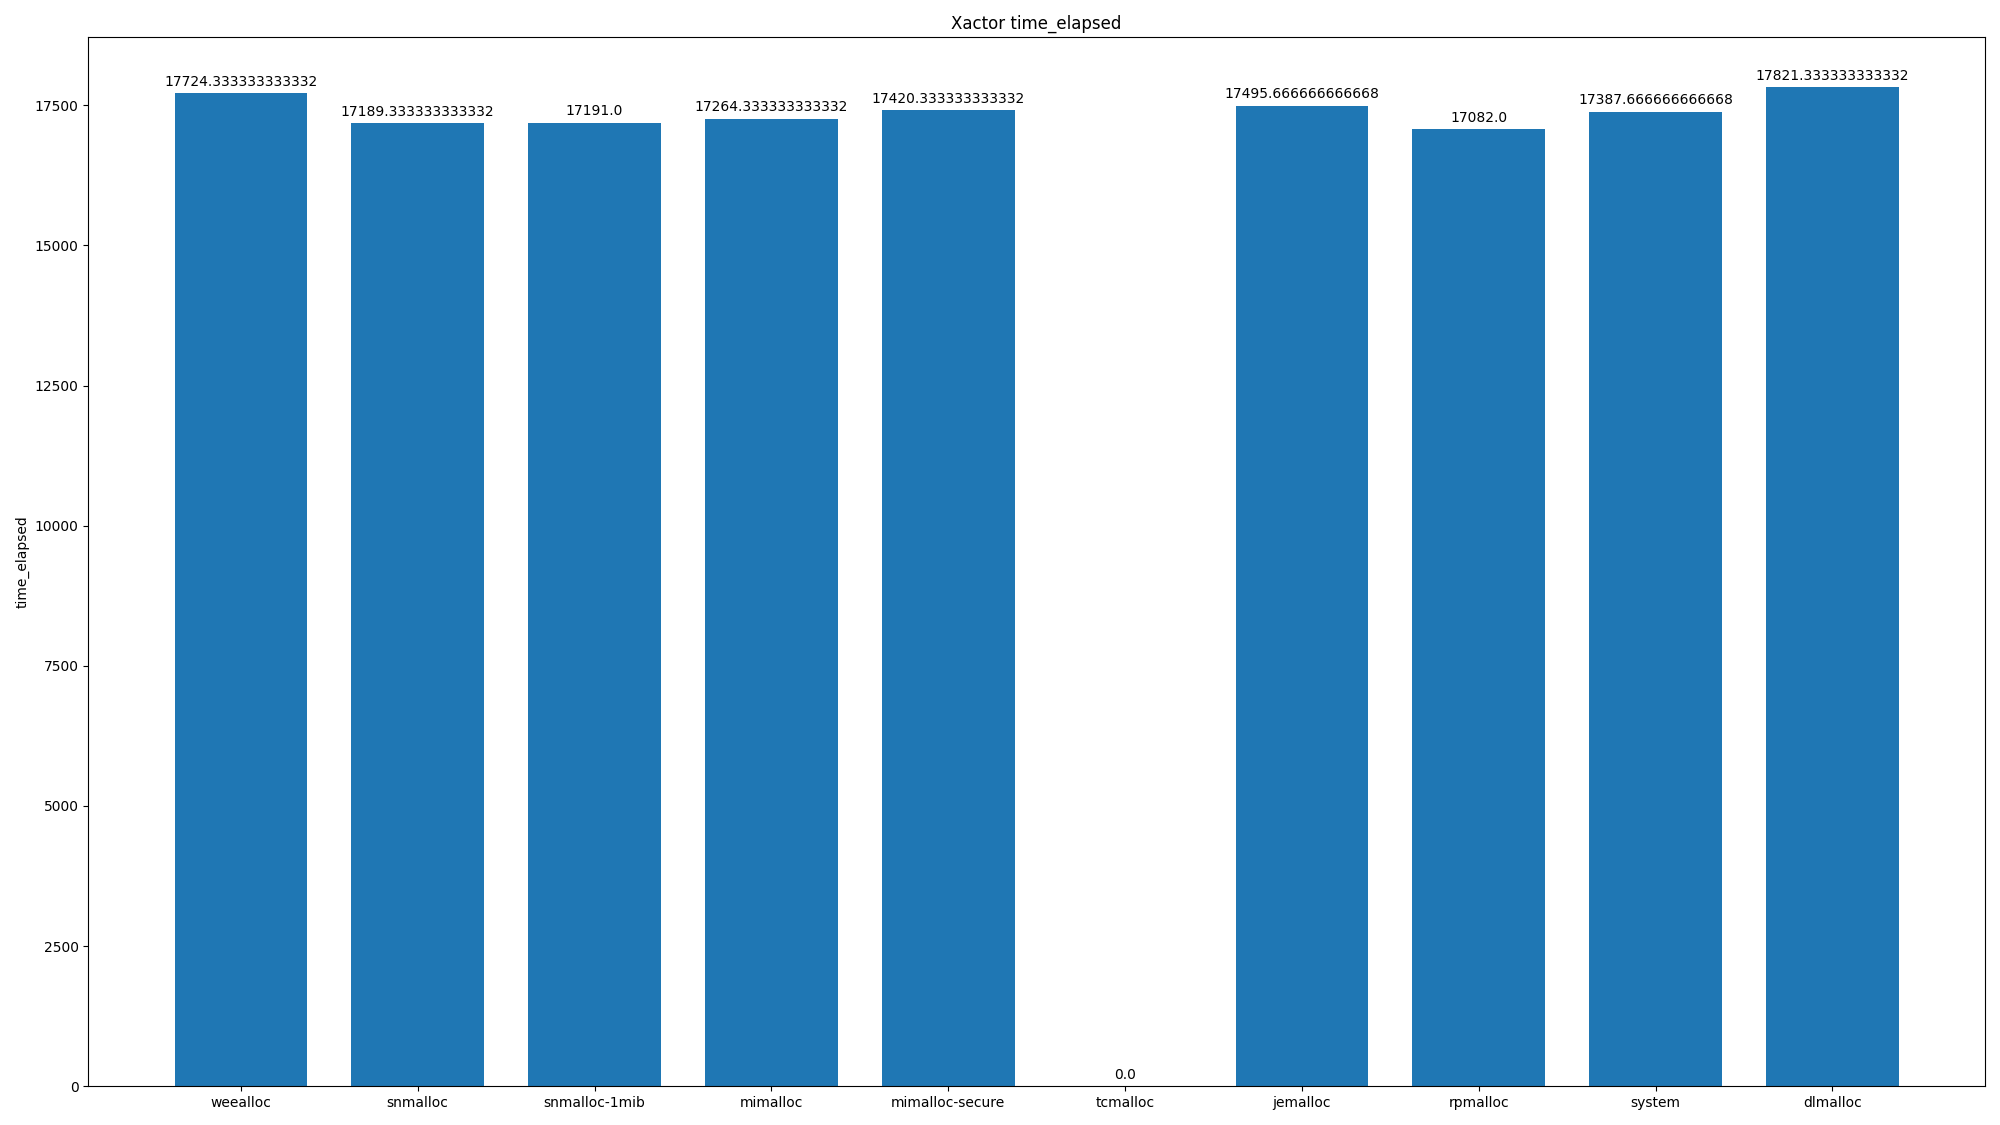 Xactor time_elapsed
17724.333333333332
17189.333333333332
17191.0
17264.333333333332
17420.333333333332
0.0
17495.666666666668
17082.0
17387.666666666668
17821.333333333332
time_elapsed
17500
15000
12500
10000
7500
5000
2500
0
weealloc
snmalloc
snmalloc-1mib
mimalloc
mimalloc-secure
tcmalloc
jemalloc
rpmalloc
system
dlmalloc